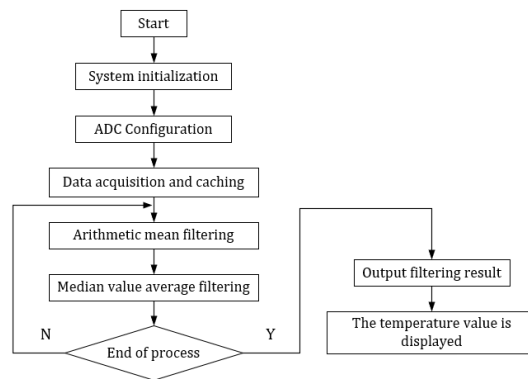 Start
System initialization
ADC Configuration
Data acquisition and caching
Arithmetic mean filtering
Median value average filtering
N
Y
End of process
Output filtering result
The temperature value is
displayed